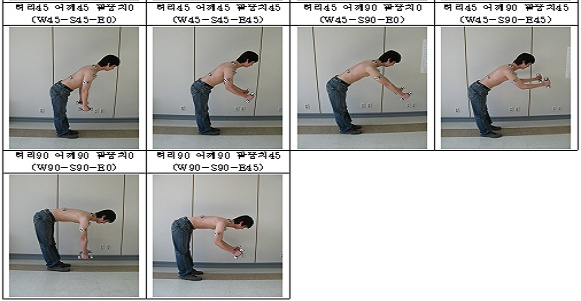 허리45 어깨45 팔꿈치0
(W45-S45-E0)
허리45 어깨45 팔꿈치45
(W45-S45-E45)
허리45 어깨90 팔꿈치0
(W45-S90-E0)
허리45 어깨90 팔꿈치45
(W45-S90-E45)
허리90 어깨90 팔꿈치0
(W90-S90-E0)
허리90 어깨90 팔꿈치45
(W90-S90-E45)